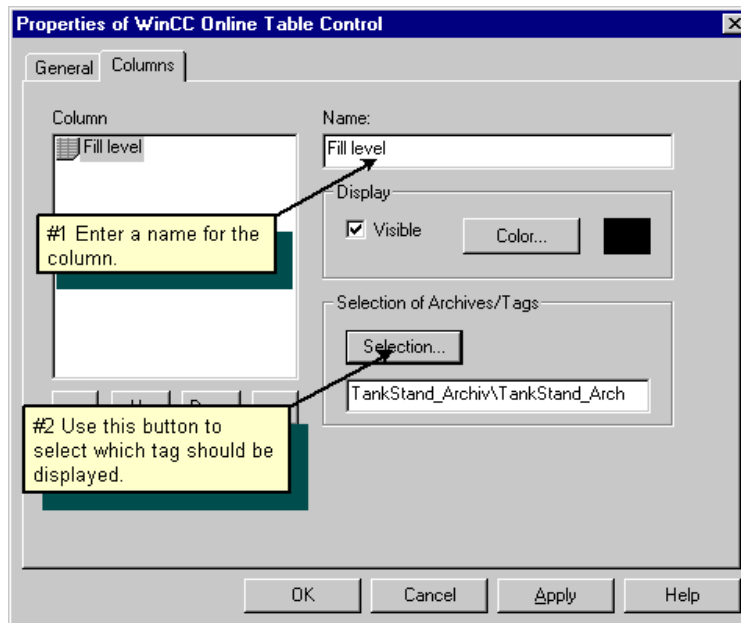 Properties of WinCC Online Table Control
General
Columns
Column
Fill level
Name:
Fill level
Display
Visible
Color...
#1 Enter a name for the
column.
Selection of Archives/Tags
Selection...
TankStand_Archiv\TankStand_Arch
#2 Use this button to
select which tag should be
displayed.
OK
Cancel
Apply
Help